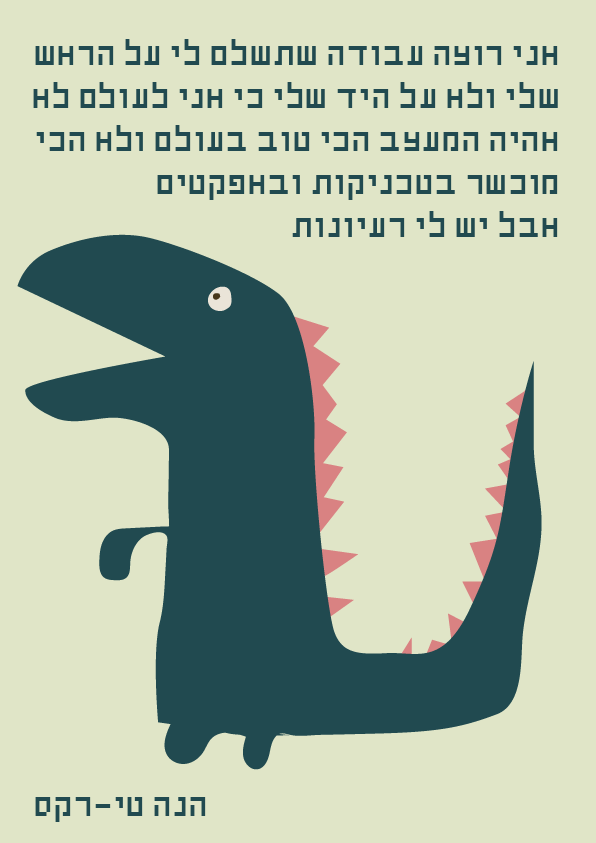 אני רוצה עבודה שתשלם לי על הראש
שלי ולא על היד שלי כי אני לעולם לא
אהיה המעצב הכי טוב בעולם ולא הכי
מוכשר בטכניקות ובאפקטים
אבל יש לי רעיונות
הנה טי-רקס